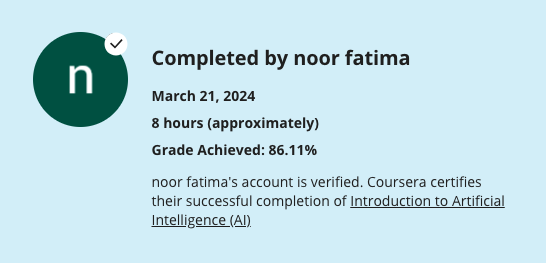 n
Completed by noor fatima
March 21, 2024
8 hours (approximately)
Grade Achieved: 86.11%
noor fatima's account is verified. Coursera certifies
their successful completion of Introduction to Artificial
Intelligence (AI)